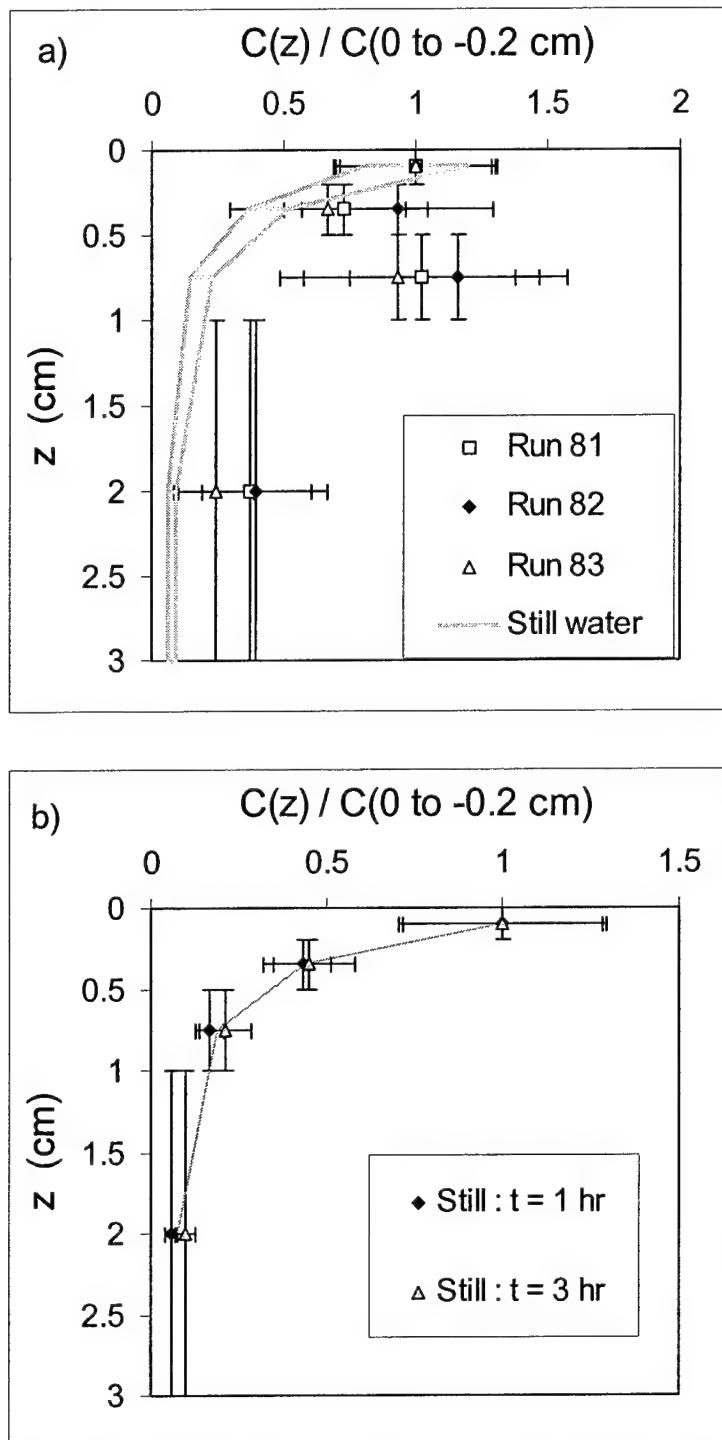 a)
C(z) / C(0 to -0.2 cm)
0 0.5 1 1.5 2
0
0.5
1
1.5
2
2.5
3
z (cm)
Run 81
Run 82
Run 83
Still water
b)
C(z) / C(0 to -0.2 cm)
0 0.5 1 1.5
0
0.5
1
1.5
2
2.5
3
z (cm)
Still : t = 1 hr
Still : t = 3 hr